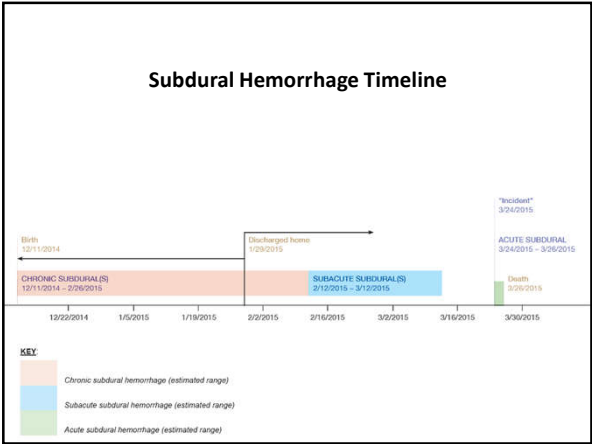 Subdural Hemorrhage Timeline
"Incident"
3/24/2015
Birth
12/11/2014
Discharged home
1/29/2015
ACUTE SUBDURAL
3/24/2015 – 3/26/2015
CHRONIC SUBDURAL(S)
12/11/2014 – 2/26/2015
SUBACUTE SUBDURAL(S)
2/12/2015 – 3/12/2015
Death
3/26/2015
12/22/2014 1/5/2015 1/19/2015 2/2/2015 2/16/2015 3/2/2015 3/16/2015 3/30/2015
KEY:
Chronic subdural hemorrhage (estimated range)
Subacute subdural hemorrhage (estimated range)
Acute subdural hemorrhage (estimated range)